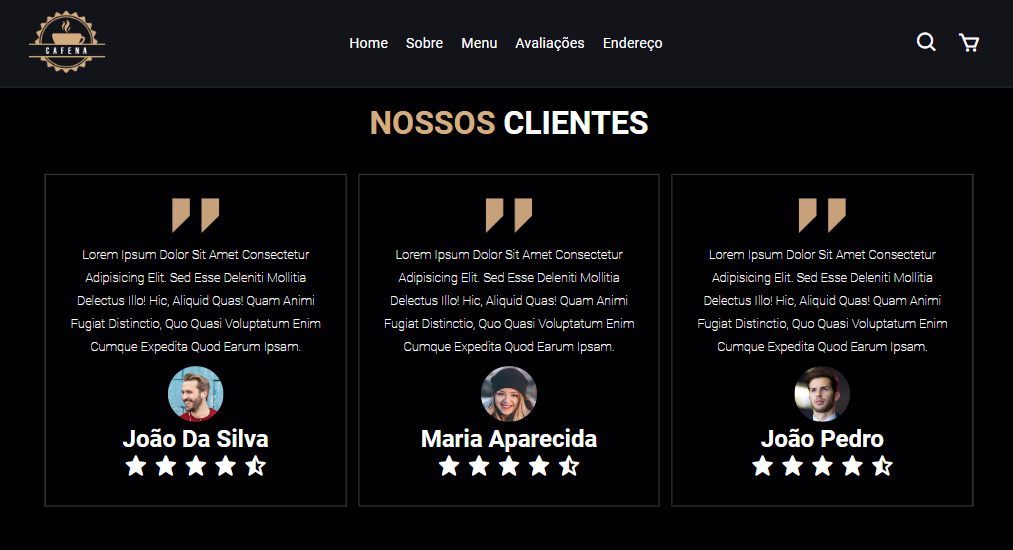 CAFENA
Home Sobre Menu Avaliações Endereço
NOSSOS CLIENTES
Lorem Ipsum Dolor Sit Amet Consectetur
Adipisicing Elit. Sed Esse Deleniti Mollitia
Delectus Illo! Hic, Aliquid Quas! Quam Animi
Fugiat Distinctio, Quo Quasi Voluptatum Enim
Cumque Expedita Quod Earum Ipsam.
João Da Silva
Lorem Ipsum Dolor Sit Amet Consectetur
Adipisicing Elit. Sed Esse Deleniti Mollitia
Delectus Illo! Hic, Aliquid Quas! Quam Animi
Fugiat Distinctio, Quo Quasi Voluptatum Enim
Cumque Expedita Quod Earum Ipsam.
Maria Aparecida
Lorem Ipsum Dolor Sit Amet Consectetur
Adipisicing Elit. Sed Esse Deleniti Mollitia
Delectus Illo! Hic, Aliquid Quas! Quam Animi
Fugiat Distinctio, Quo Quasi Voluptatum Enim
Cumque Expedita Quod Earum Ipsam.
João Pedro